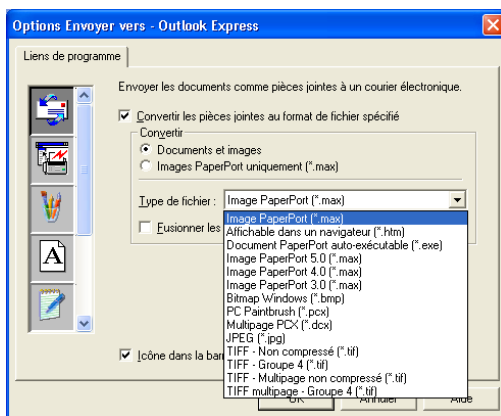 Options Envoyer vers - Outlook Express
Liens de programme
Envoyer les documents comme pièces jointes à un courier électronique.
Convertir les pièces jointes au format de fichier spécifié
Convertir
Documents et images
Images PaperPort uniquement (*.max)
Type de fichier : Image PaperPort (*.max)
Fusionner les
Image PaperPort (*.max)
Affichable dans un navigateur (*.htm)
Document PaperPort auto-exécutable (*.exe)
Image PaperPort 5.0 (*.max)
Image PaperPort 4.0 (*.max)
Image PaperPort 3.0 (*.max)
Bitmap Windows (*.bmp)
PC Paintbrush (*.pcx)
Multipage PCX (*.dcx)
JPEG (*.jpg)
TIFF - Non compressé (*.tif)
TIFF - Groupe 4 (*.tif)
TIFF - Multipage non compressé (*.tif)
TIFF multipage - Groupe 4 (*.tif)
A
Icône dans la barr
OK Annuler Aide